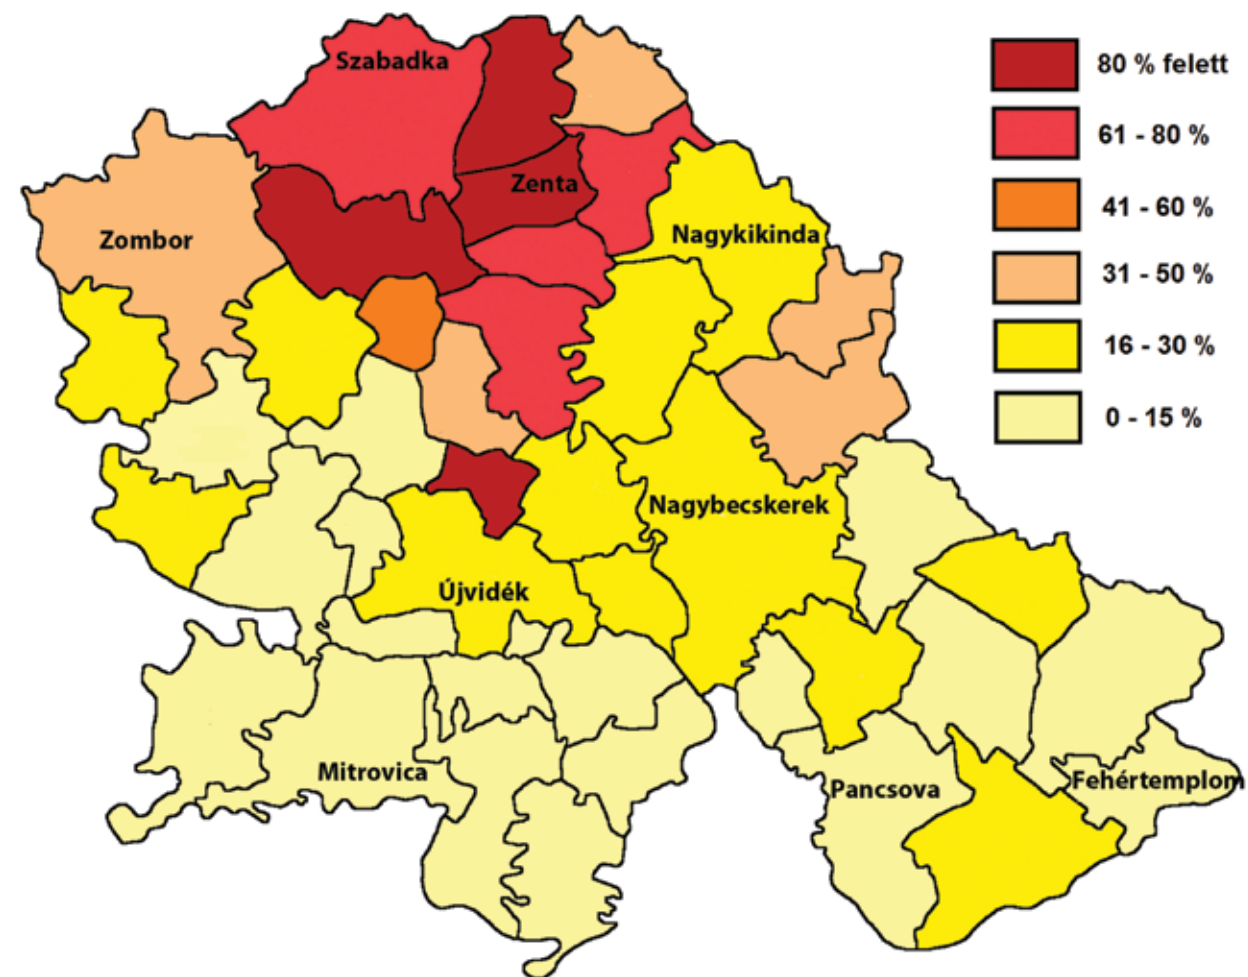 Szabadka
Zenta
Zombor
Nagykikinda
Nagybecskerek
Újvidék
Mitrovica
Pancsova
Fehértemplom
80 % felett
61 - 80 %
41 - 60 %
31 - 50 %
16 - 30 %
0 - 15 %